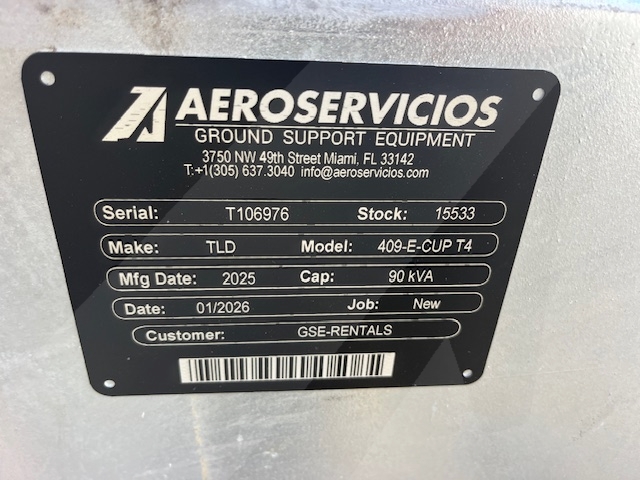 AEROSERVICIOS
GROUND SUPPORT EQUIPMENT
3750 NW 49th Street Miami, FL 33142
T:+1(305) 637.3040 info@aeroservicios.com
Serial: T106976 Stock: 15533
Make: TLD Model: 409-E-CUP T4
Mfg Date: 2025 Cap: 90 kVA
Date: 01/2026 Job: New
Customer: GSE-RENTALS